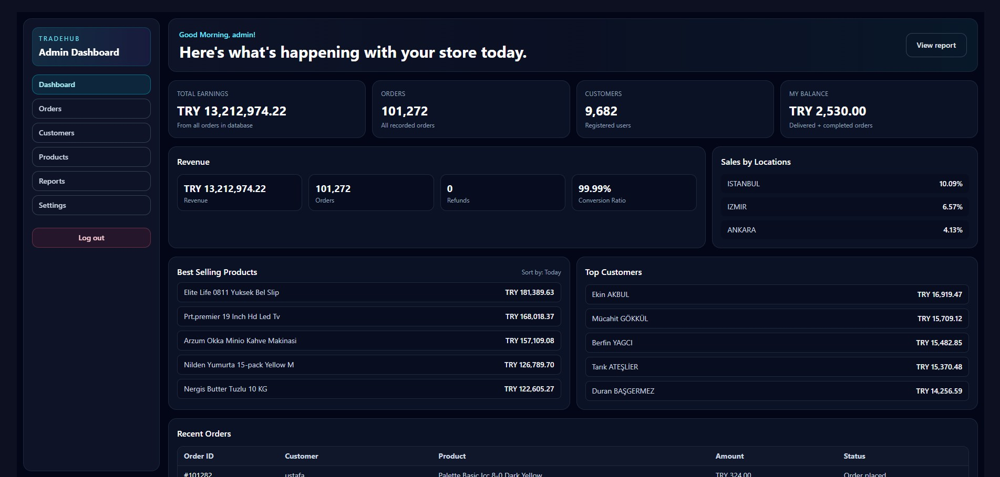 TRADEHUB
Admin Dashboard
Dashboard
Orders
Customers
Products
Reports
Settings
Log out
Good Morning, admin!
Here's what's happening with your store today.
View report
TOTAL EARNINGS
TRY 13,212,974.22
From all orders in database
ORDERS
101,272
All recorded orders
CUSTOMERS
9,682
Registered users
MY BALANCE
TRY 2,530.00
Delivered + completed orders
Revenue
TRY 13,212,974.22
Revenue
101,272
Orders
0
Refunds
99.99%
Conversion Ratio
Sales by Locations
ISTANBUL 10.09%
IZMIR 6.57%
ANKARA 4.13%
Best Selling Products Sort by: Today
Elite Life 0811 Yuksek Bel Slip TRY 181,389.63
Prt.premier 19 Inch Hd Led Tv TRY 168,018.37
Arzum Okka Minio Kahve Makinasi TRY 157,109.08
Nilden Yumurta 15-pack Yellow M TRY 126,789.70
Nergis Butter Tuzlu 10 KG TRY 122,605.27
Top Customers
Ekin AKBUL TRY 16,919.47
Mücahit GÖKKÜL TRY 15,709.12
Berfin YAGCI TRY 15,482.85
Tarık ATEŞLİER TRY 15,370.48
Duran BAŞGERMEZ TRY 14,256.59
Recent Orders
Order ID Customer Product Amount Status
#101282 ustafa Palette Basic Icc 8-0 Dark Yellow TRY 324.00 Order placed